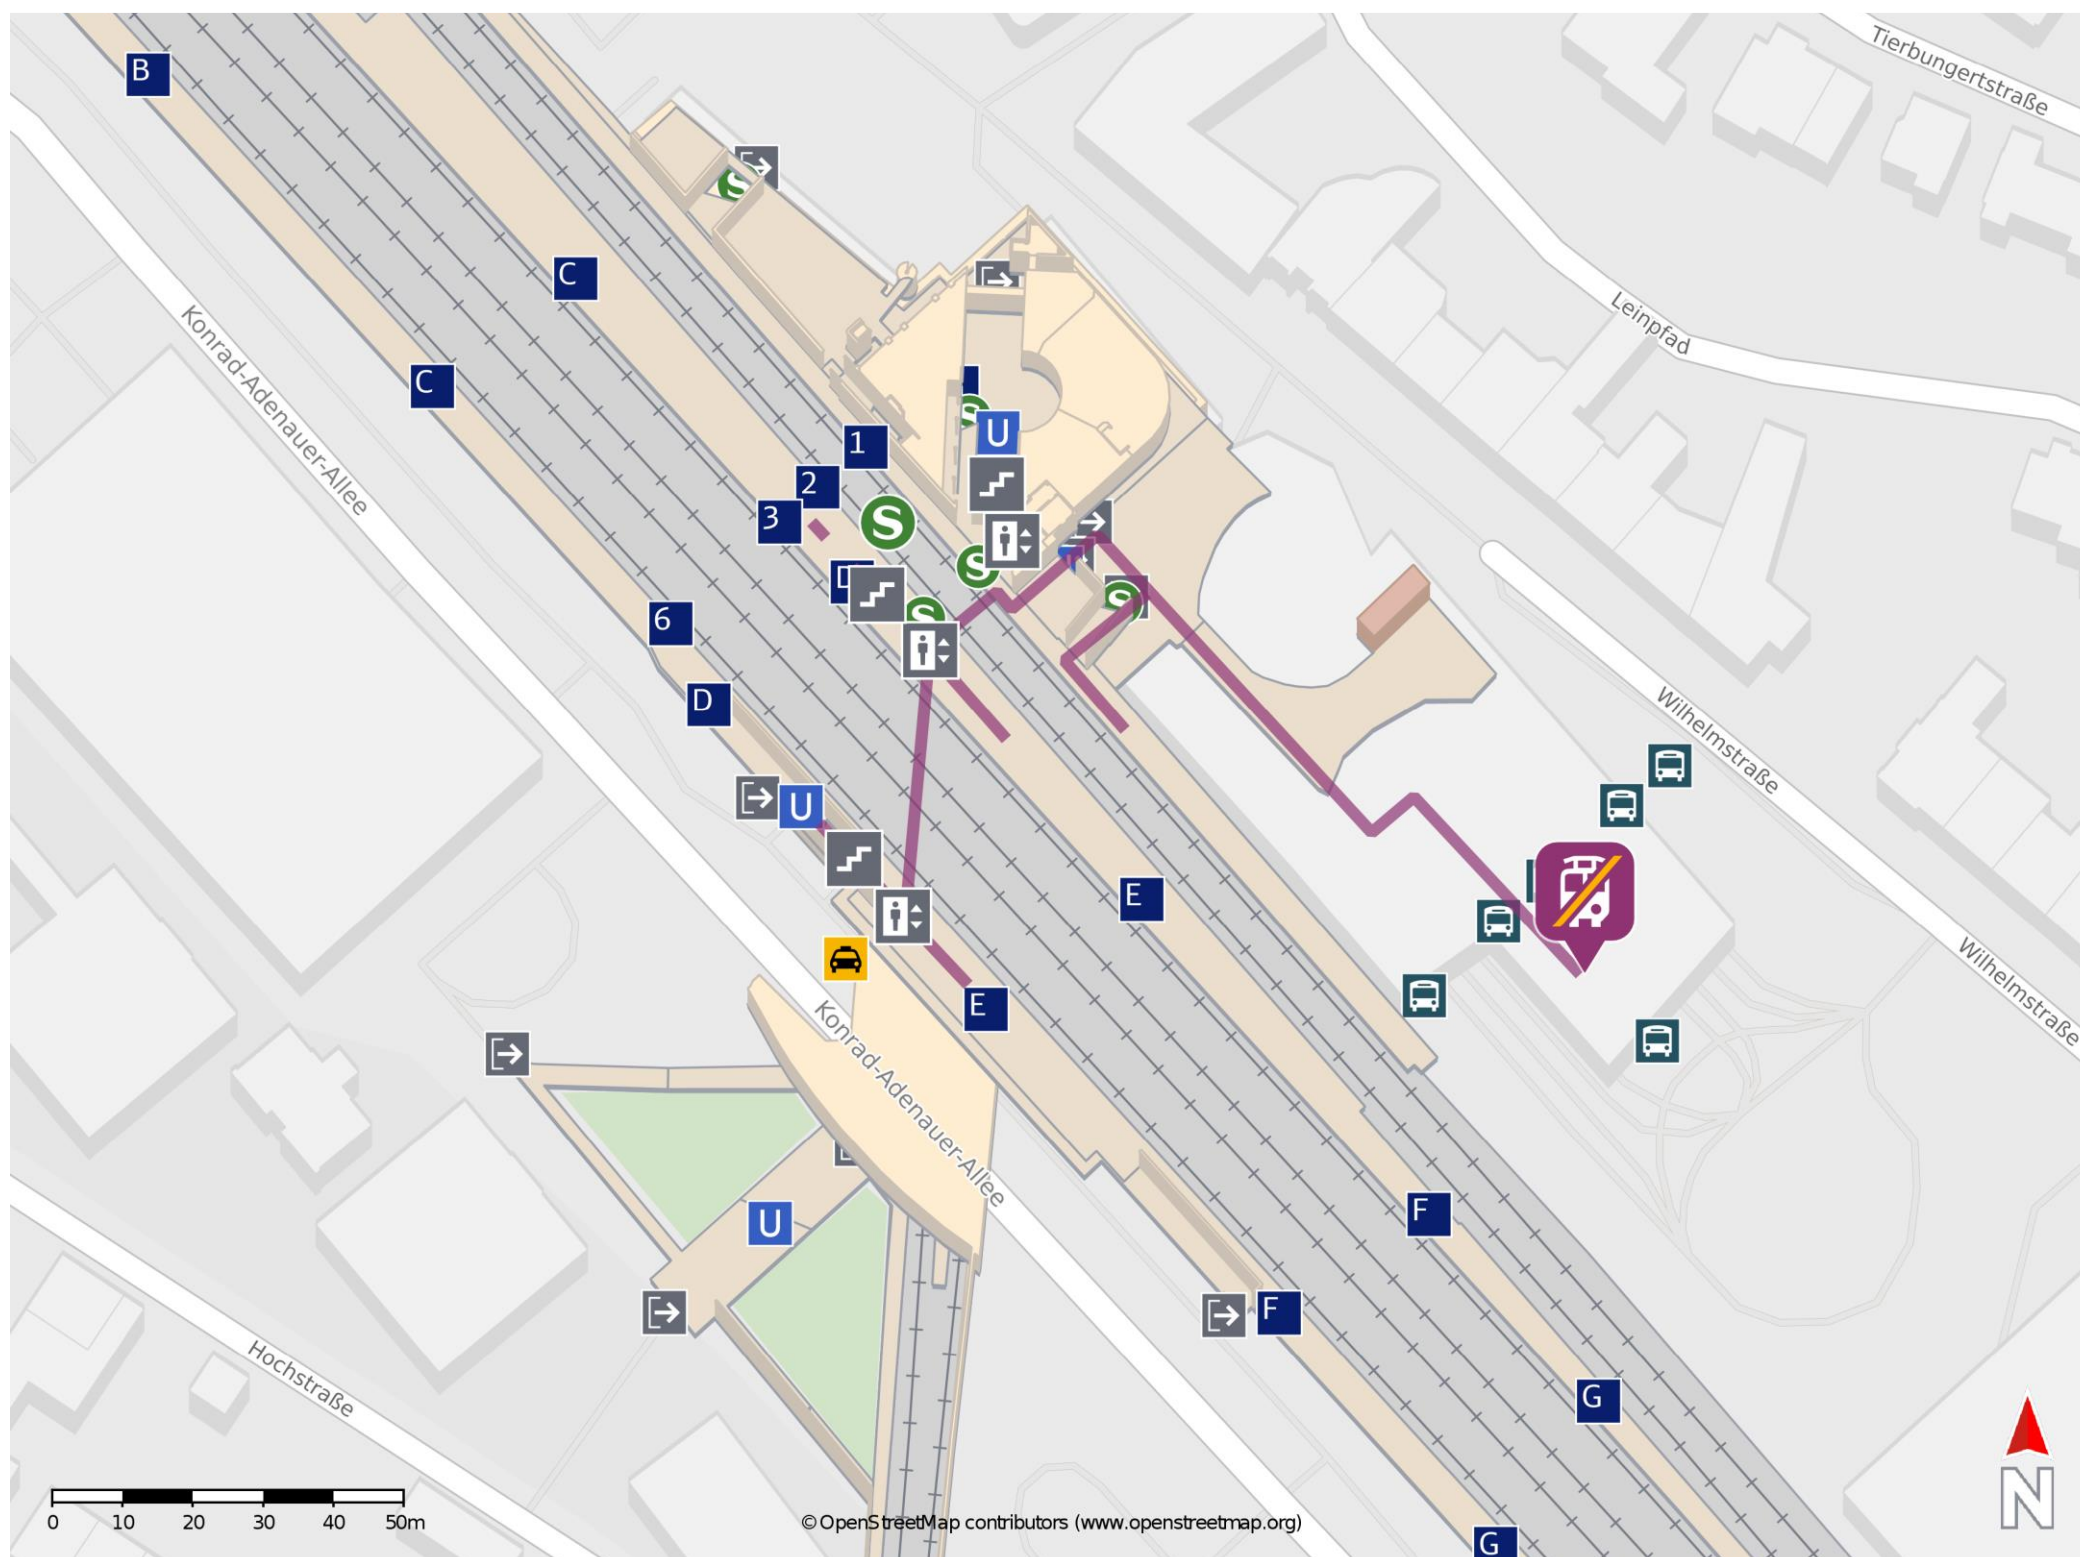 B
Tierbungertstraße
C
Leinpfad
Konrad-Adenauer-Allee
C
S
S
U
1
2
3
S
S
D
S
S
6
D
Wilhelmstraße
U
E
Wilhelmstraße
E
Konrad-Adenauer-Allee
U
F
F
Hochstraße
G
N
0 10 20 30 40 50m
©OpenStreetMap contributors (www.openstreetmap.org)
G